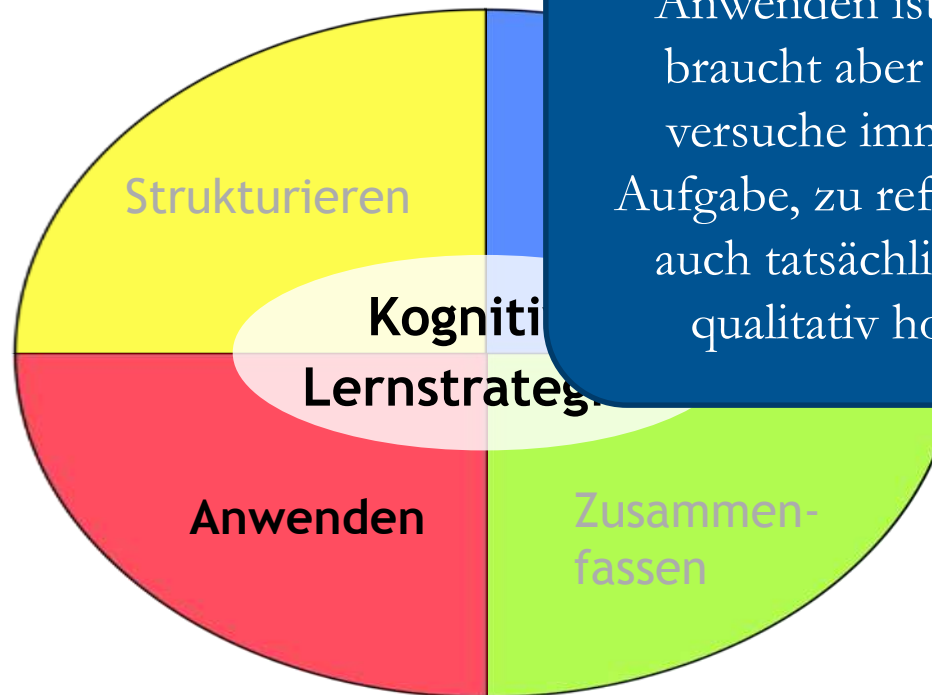 Anwenden ist
braucht aber
versuche imm
Aufgabe, zu ref
auch tatsächli
qualitativ ho
Strukturieren
Kogniti
Lernstrateg
Anwenden
Zusammen-
fassen